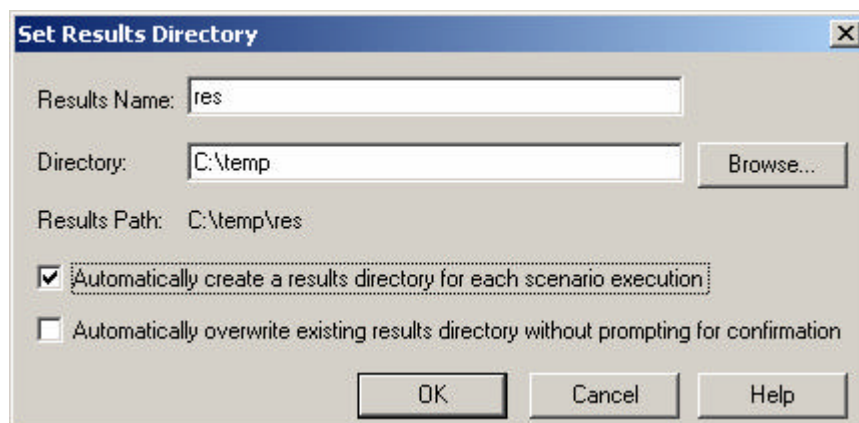 Set Results Directory
Results Name: res
Directory: C:\temp Browse...
Results Path: C:\temp\res
Automatically create a results directory for each scenario execution
Automatically overwrite existing results directory without prompting for confirmation
OK Cancel Help